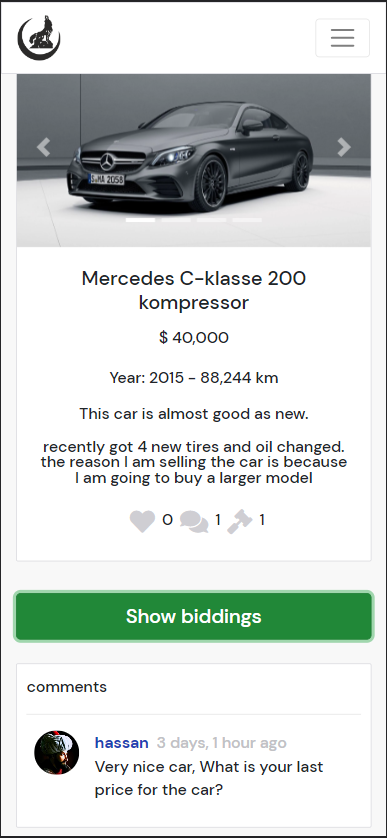 S·MA 2058
Mercedes C-klasse 200
kompressor
$ 40,000
Year: 2015 - 88,244 km
This car is almost good as new.
recently got 4 new tires and oil changed.
the reason I am selling the car is because
I am going to buy a larger model
0 1 1
Show biddings
comments
hassan 3 days, 1 hour ago
Very nice car, What is your last
price for the car?